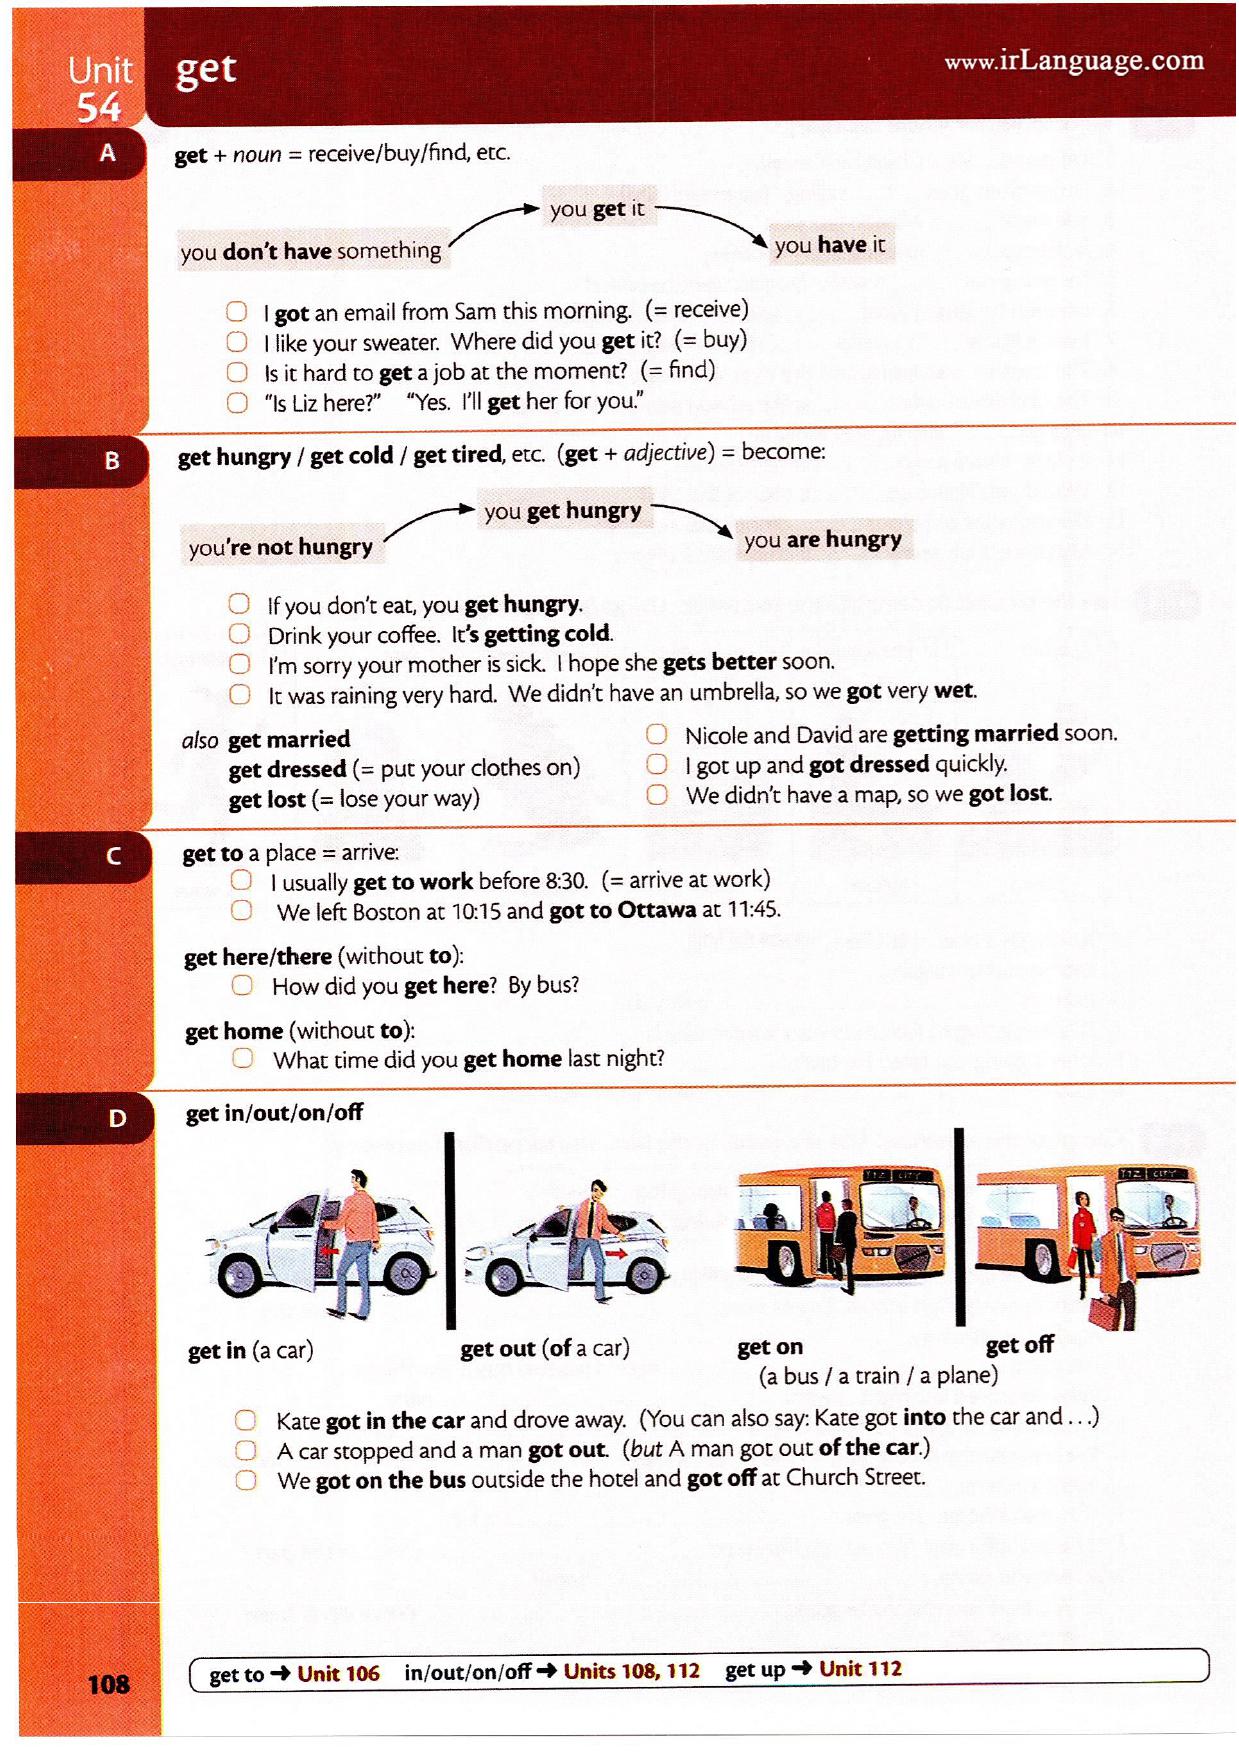 Unit
54
get
www.irLanguage.com
A
get + noun = receive/buy/find, etc.
you don't have something
you get it
you have it
I got an email from Sam this morning. (= receive)
I like your sweater. Where did you get it? (= buy)
Is it hard to get a job at the moment? (= find)
"Is Liz here?" "Yes. I'll get her for you."
B
get hungry / get cold / get tired, etc. (get + adjective) = become:
you're not hungry
you get hungry
you are hungry
If you don't eat, you get hungry.
Drink your coffee. It's getting cold.
I'm sorry your mother is sick. I hope she gets better soon.
It was raining very hard. We didn't have an umbrella, so we got very wet.
also get married
get dressed (= put your clothes on)
get lost (= lose your way)
Nicole and David are getting married soon.
I got up and got dressed quickly.
We didn't have a map, so we got lost.
C
get to a place = arrive:
I usually get to work before 8:30. (= arrive at work)
We left Boston at 10:15 and got to Ottawa at 11:45.
get here/there (without to):
How did you get here? By bus?
get home (without to):
What time did you get home last night?
D
get in/out/on/off
get in (a car)
get out (of a car)
get on
get off
(a bus / a train / a plane)
Kate got in the car and drove away. (You can also say: Kate got into the car and ...)
A car stopped and a man got out. (but A man got out of the car.)
We got on the bus outside the hotel and got off at Church Street.
108
get to → Unit 106 in/out/on/off → Units 108, 112 get up → Unit 112